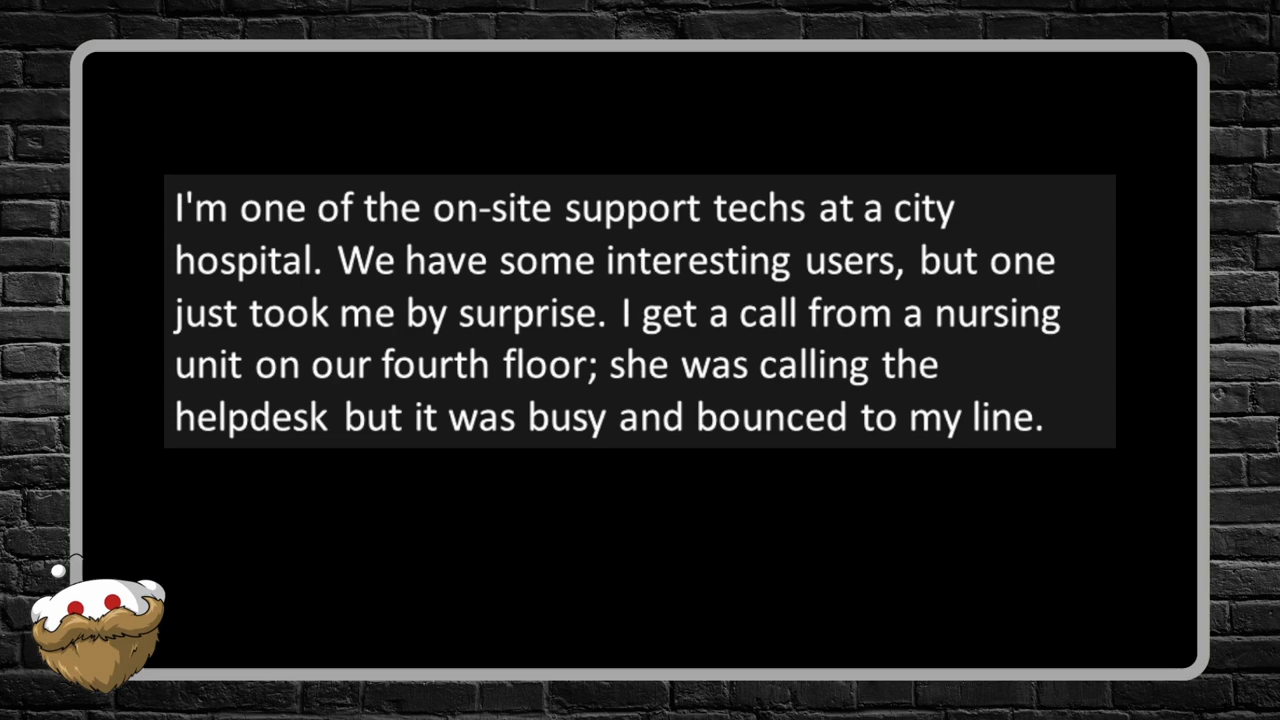 I'm one of the on-site support techs at a city
hospital. We have some interesting users, but one
just took me by surprise. I get a call from a nursing
unit on our fourth floor; she was calling the
helpdesk but it was busy and bounced to my line.